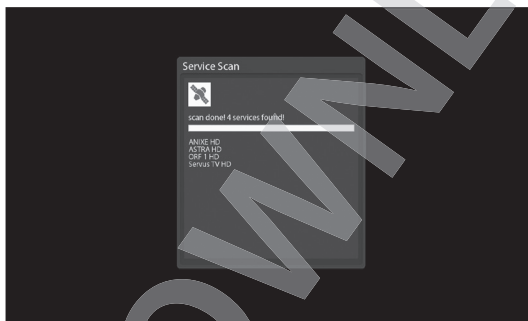 Service Scan
scan done! 4 services found!
ANIXE HD
ASTRA HD
ORF 1 HD
Servus TV HD